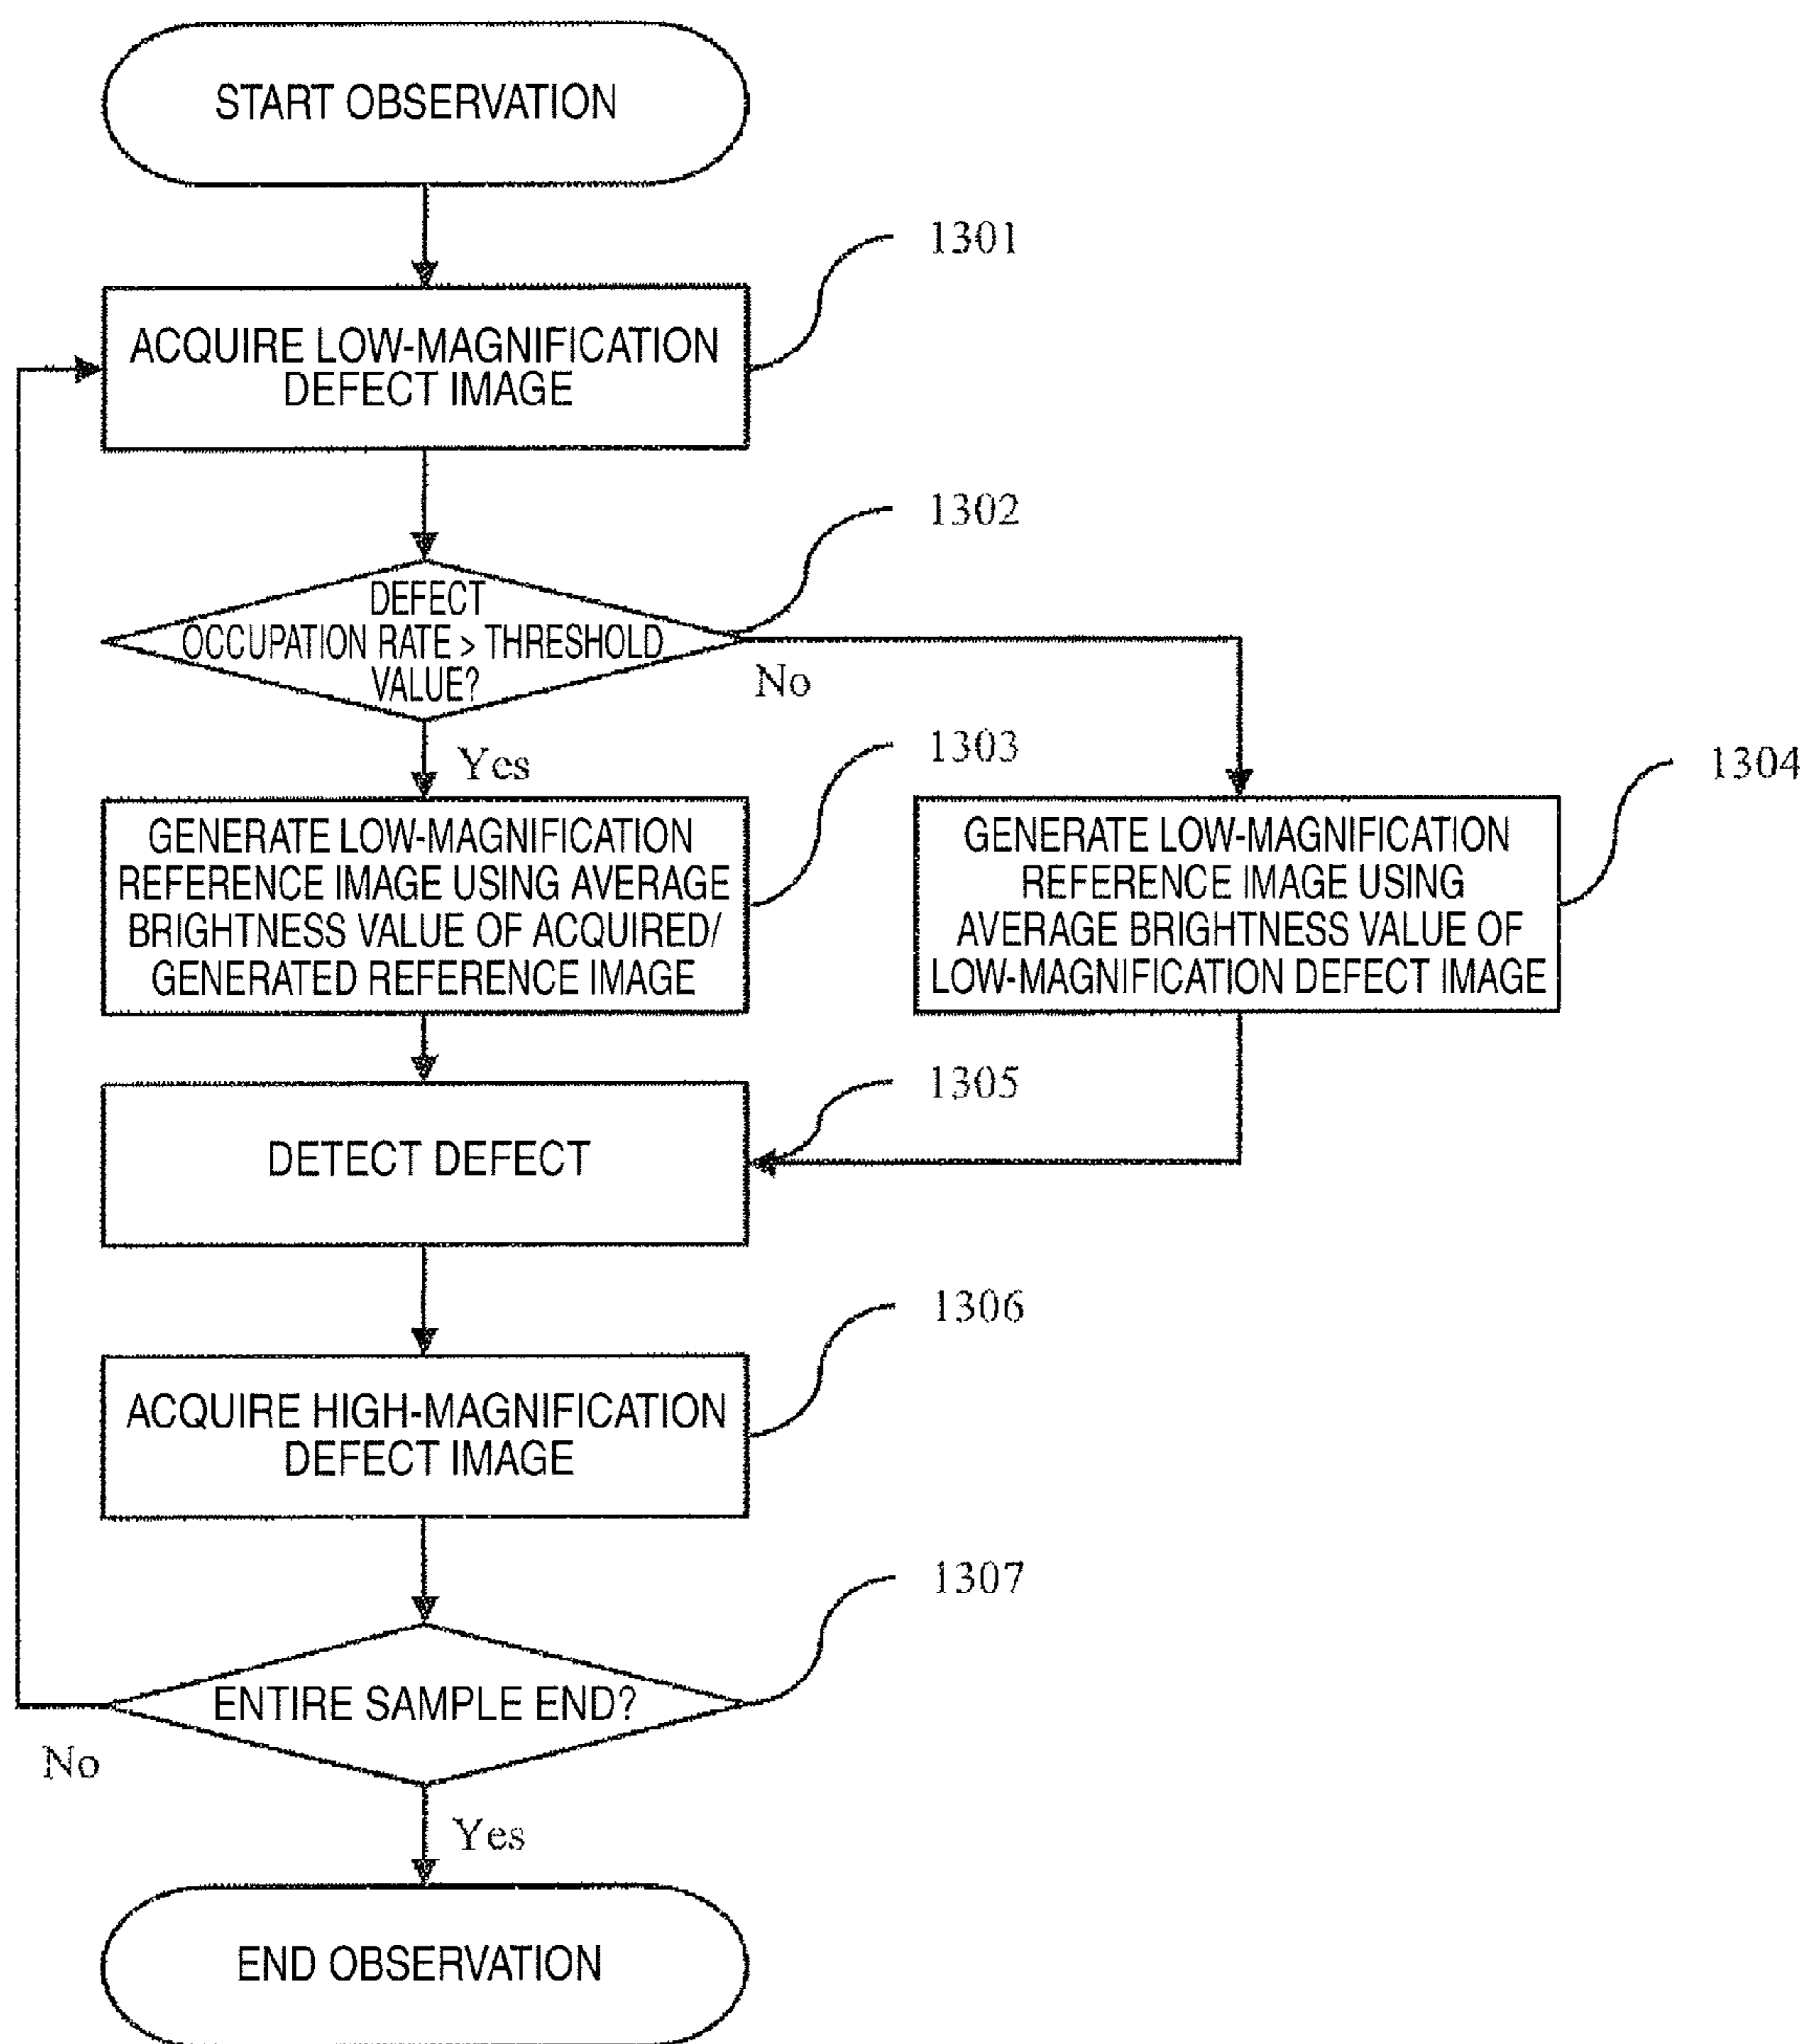 START OBSERVATION
1301
ACQUIRE LOW-MAGNIFICATION
DEFECT IMAGE
1302
DEFECT
OCCUPATION RATE > THRESHOLD
VALUE?
No
Yes
1303
1304
GENERATE LOW-MAGNIFICATION
REFERENCE IMAGE USING AVERAGE
BRIGHTNESS VALUE OF ACQUIRED/
GENERATED REFERENCE IMAGE
GENERATE LOW-MAGNIFICATION
REFERENCE IMAGE USING
AVERAGE BRIGHTNESS VALUE OF
LOW-MAGNIFICATION DEFECT IMAGE
1305
DETECT DEFECT
1306
ACQUIRE HIGH-MAGNIFICATION
DEFECT IMAGE
1307
ENTIRE SAMPLE END?
No
Yes
END OBSERVATION